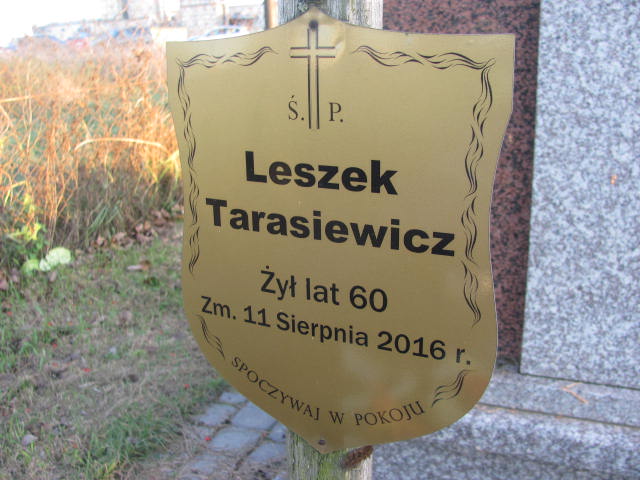 Ś. P.
Leszek
Tarasiewicz
Żył lat 60
Zm. 11 Sierpnia 2016 r.
SPOCZYWAJ W POKOJU